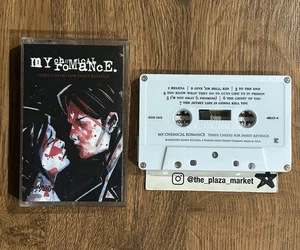 my chemical
romance.
THREE CHEERS FOR SWEET REVENGE
1 HELENA | 2 GIVE 'EM HELL, KID | 3 TO THE END
4 YOU KNOW WHAT THEY DO TO GUYS LIKE US IN PRISON
5 I'M NOT OKAY (I PROMISE) | 6 THE GHOST OF YOU
7 THE JETSET LIFE IS GONNA KILL YOU
MY CHEMICAL ROMANCE THREE CHEERS FOR SWEET REVENGE
@the_plaza_market